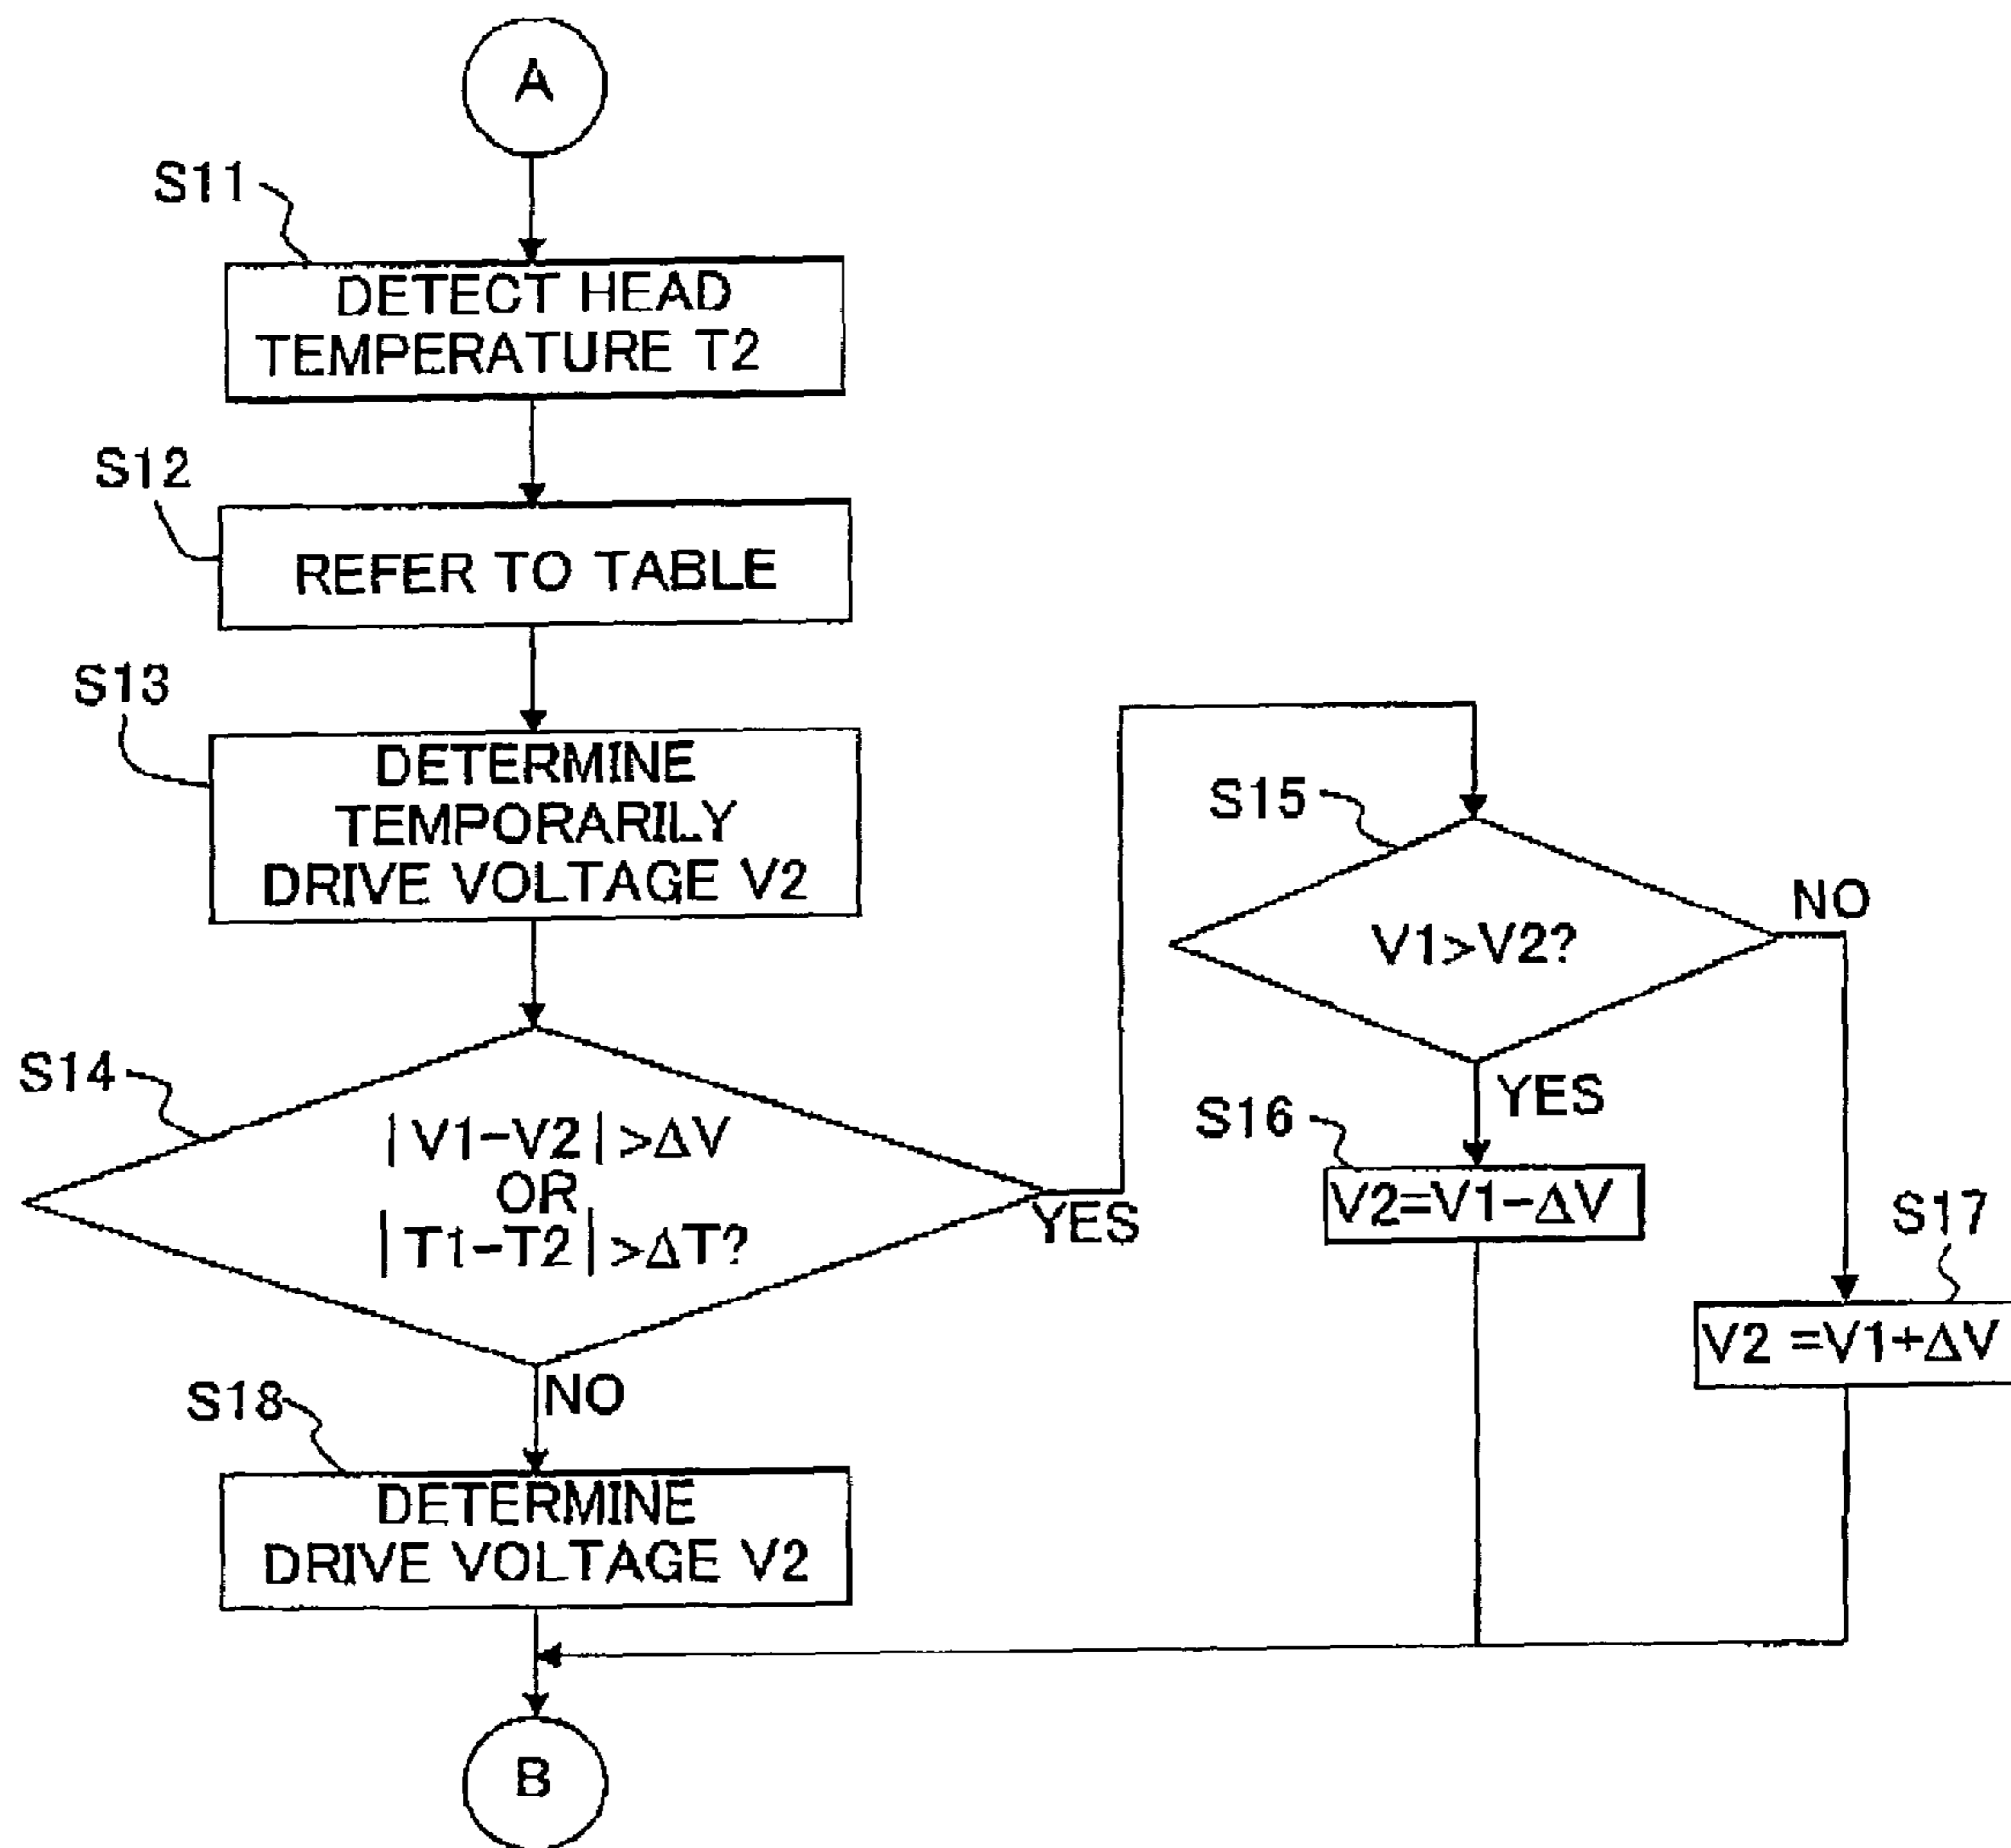 A
S11
DETECT HEAD
TEMPERATURE T2
S12
REFER TO TABLE
S13
DETERMINE
TEMPORARILY
DRIVE VOLTAGE V2
S14
|V1-V2|>ΔV
OR
|T1-T2|>ΔT?
YES
NO
S15
V1>V2?
NO
YES
S16
V2=V1-ΔV
S17
V2 =V1+ΔV
S18
DETERMINE
DRIVE VOLTAGE V2
B